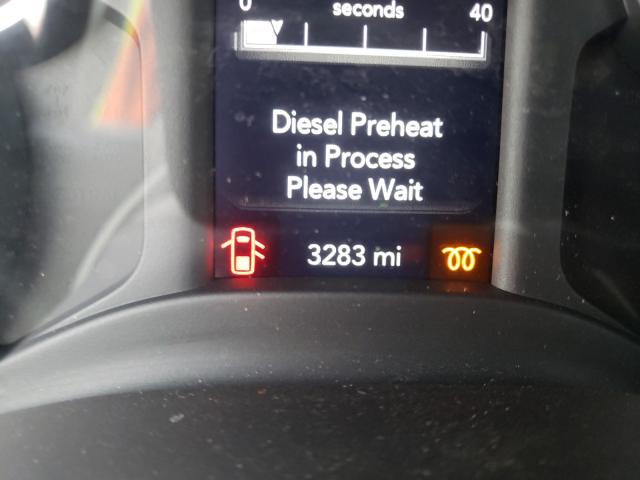 0 seconds 40
Diesel Preheat
in Process
Please Wait
3283 mi